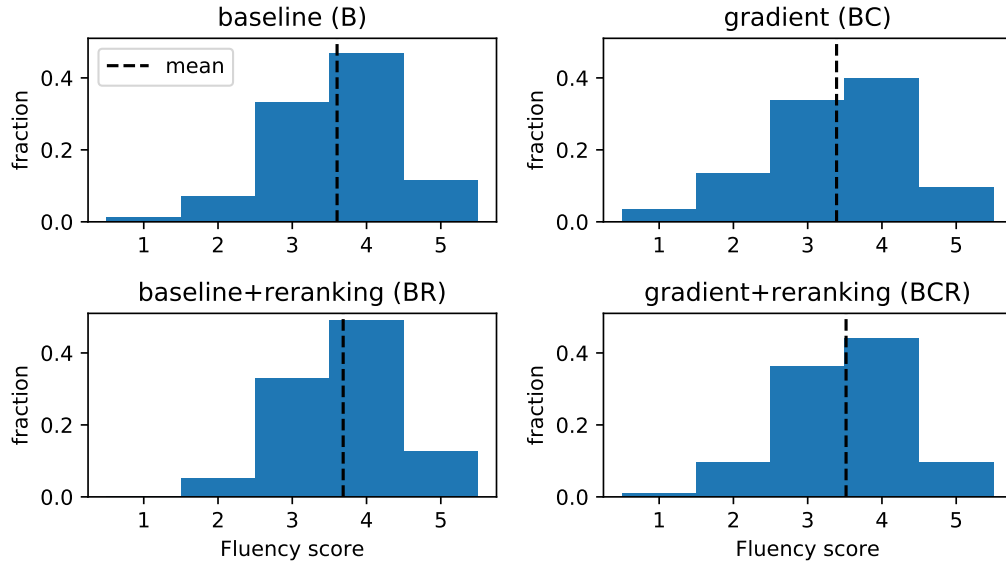 baseline (B)
gradient (BC)
0.4
0.2
0.0
fraction
mean
1 2 3 4 5
0.4
0.2
0.0
fraction
1 2 3 4 5
baseline+reranking (BR)
gradient+reranking (BCR)
0.4
0.2
0.0
fraction
1 2 3 4 5
Fluency score
0.4
0.2
0.0
fraction
1 2 3 4 5
Fluency score